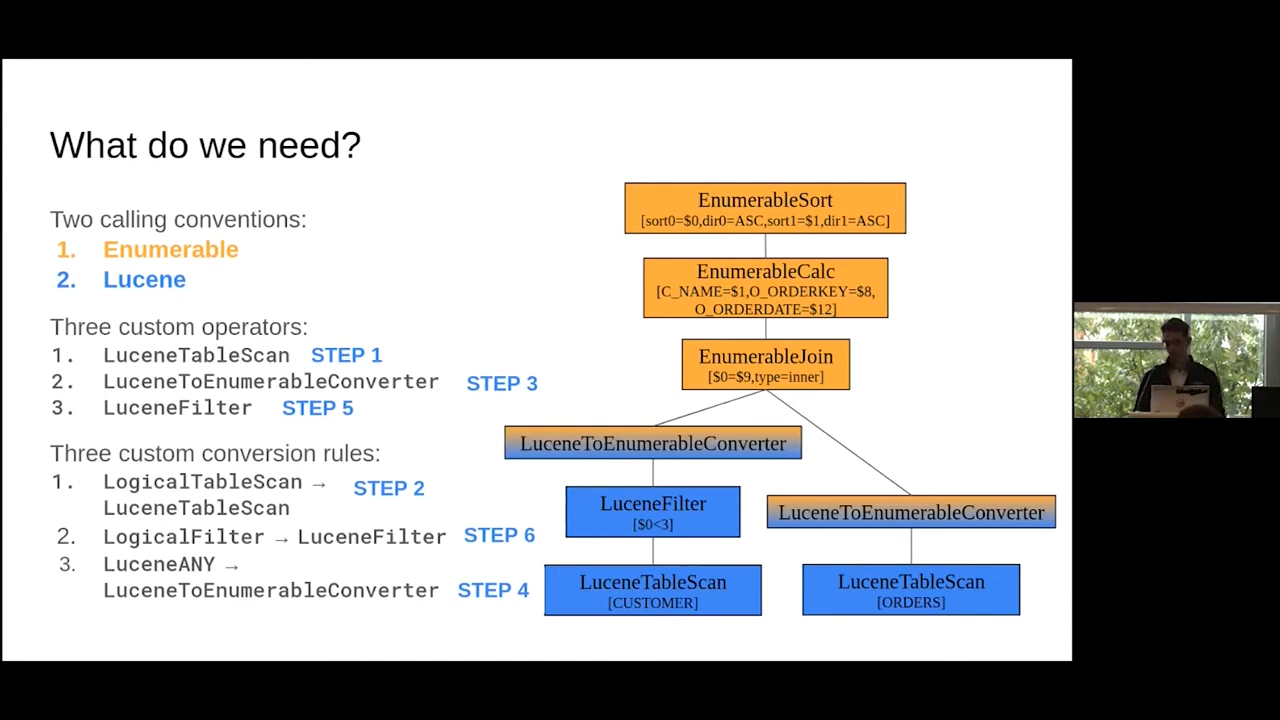 What do we need?
Two calling conventions:
1. Enumerable
2. Lucene
Three custom operators:
1. LuceneTableScan STEP 1
2. LuceneToEnumerableConverter STEP 3
3. LuceneFilter STEP 5
Three custom conversion rules:
1. LogicalTableScan → STEP 2
LuceneTableScan
2. LogicalFilter → LuceneFilter STEP 6
3. LuceneANY →
LuceneToEnumerableConverter STEP 4
EnumerableSort
[sort0=$0,dir0=ASC,sort1=$1,dir1=ASC]
EnumerableCalc
[C_NAME=$1,O_ORDERKEY=$8,
O_ORDERDATE=$12]
EnumerableJoin
[$0=$9,type=inner]
LuceneToEnumerableConverter
LuceneFilter
[$0<3]
LuceneToEnumerableConverter
LuceneTableScan
[CUSTOMER]
LuceneTableScan
[ORDERS]